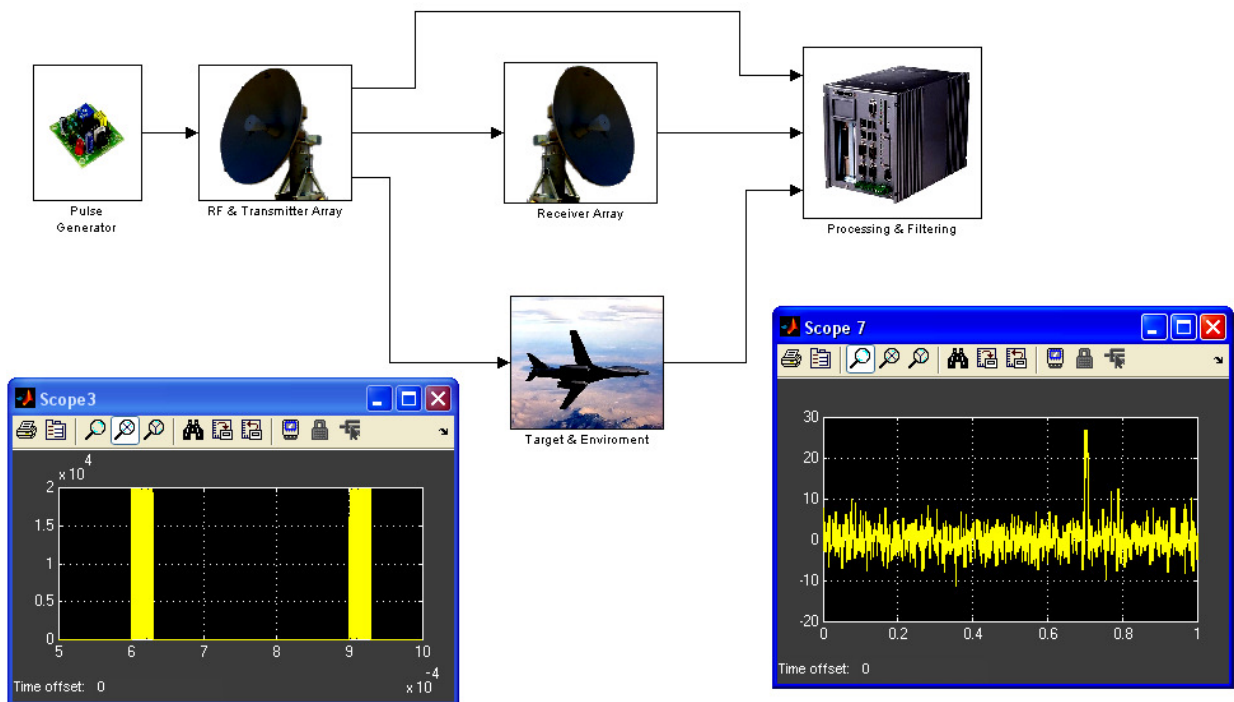 Pulse
Generator
RF & Transmitter Array
Receiver Array
Processing & Filtering
Target & Enviroment
Scope3
4
x 10
2
1.5
1
0.5
0
5
6
7
8
9
10
-4
x 10
Time offset: 0
Scope 7
30
20
10
0
-10
-20
0
0.2
0.4
0.6
0.8
1
Time offset: 0